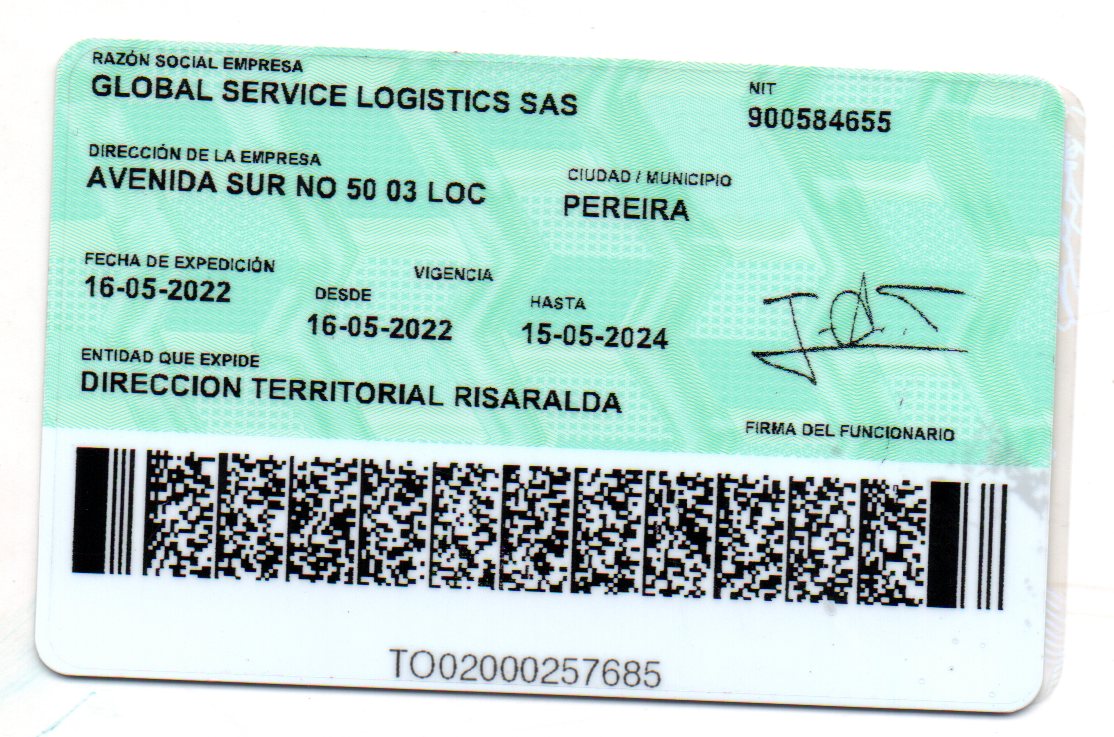 RAZÓN SOCIAL EMPRESA
GLOBAL SERVICE LOGISTICS SAS
NIT
900584655
DIRECCIÓN DE LA EMPRESA
AVENIDA SUR NO 50 03 LOC
CIUDAD / MUNICIPIO
PEREIRA
FECHA DE EXPEDICIÓN
16-05-2022
VIGENCIA
DESDE
16-05-2022
HASTA
15-05-2024
ENTIDAD QUE EXPIDE
DIRECCION TERRITORIAL RISARALDA
FIRMA DEL FUNCIONARIO
TO02000257685